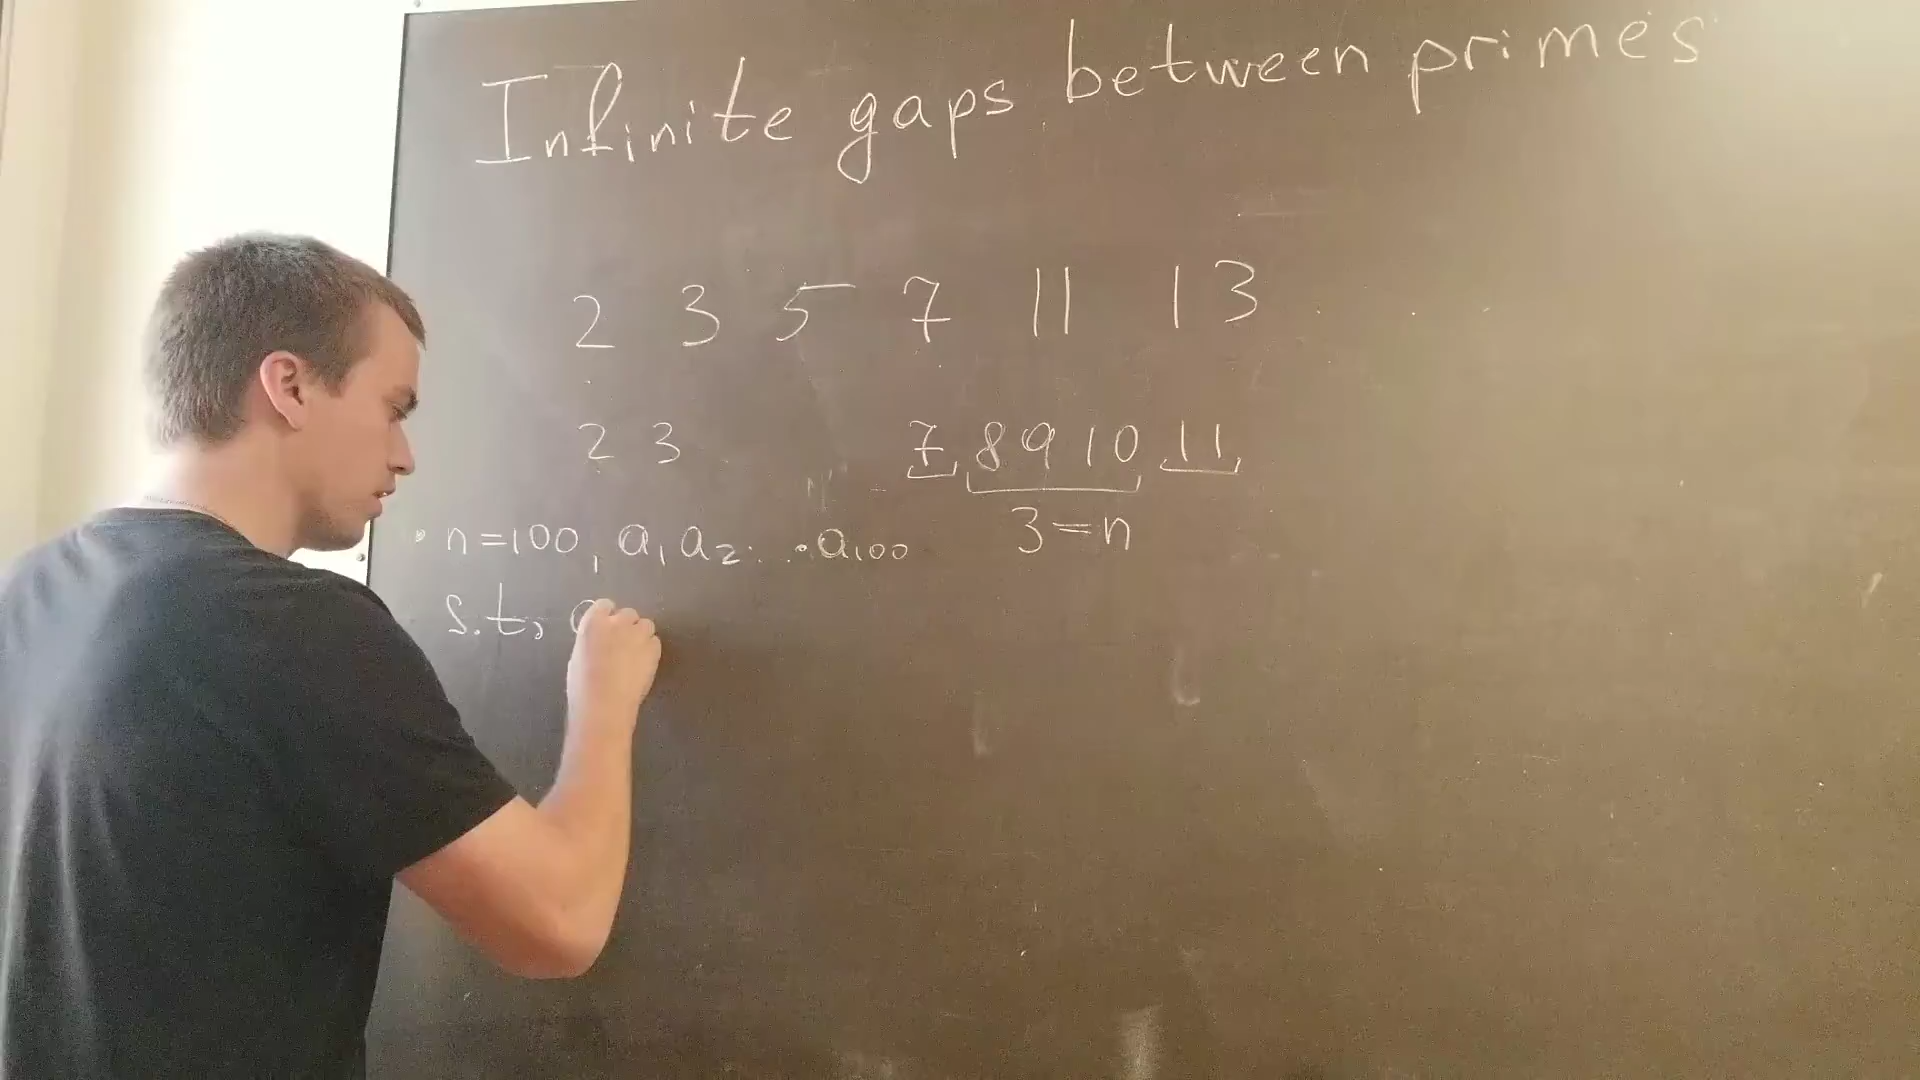 Infinite gaps between primes
2 3 5 7 11 13 . . .
2 3 7 8 9 10 11
3=n
• n=100, a1 a2 ... a100
s.t, a